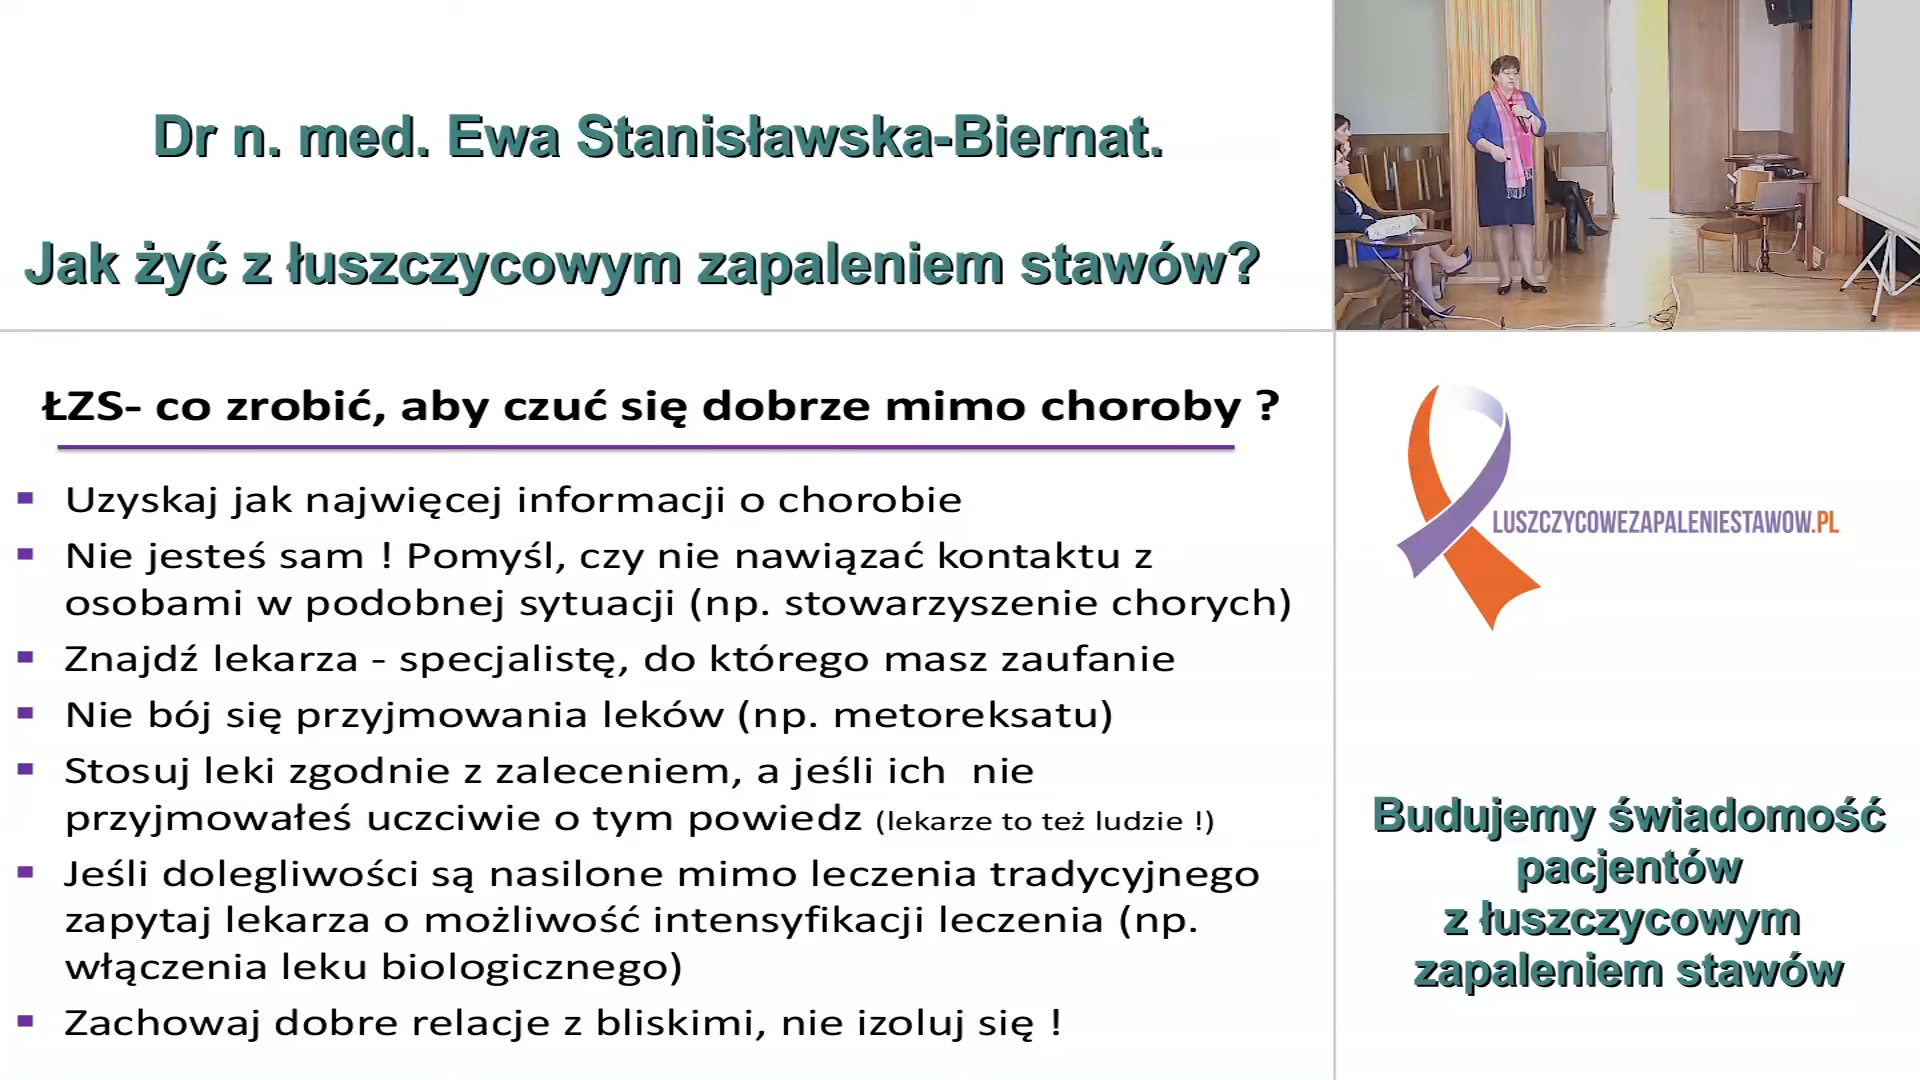 Dr n. med. Ewa Stanisławska-Biernat.
Jak żyć z łuszczycowym zapaleniem stawów?
ŁZS- co zrobić, aby czuć się dobrze mimo choroby ?
Uzyskaj jak najwięcej informacji o chorobie
Nie jesteś sam ! Pomyśl, czy nie nawiązać kontaktu z
osobami w podobnej sytuacji (np. stowarzyszenie chorych)
Znajdź lekarza - specjalistę, do którego masz zaufanie
Nie bój się przyjmowania leków (np. metoreksatu)
Stosuj leki zgodnie z zaleceniem, a jeśli ich  nie
przyjmowałeś uczciwie o tym powiedz (lekarze to też ludzie !)
Jeśli dolegliwości są nasilone mimo leczenia tradycyjnego
zapytaj lekarza o możliwość intensyfikacji leczenia (np.
włączenia leku biologicznego)
Zachowaj dobre relacje z bliskimi, nie izoluj się !
LUSZCZYCOWEZAPALENIESTAWOW.PL
Budujemy świadomość
pacjentów
z łuszczycowym
zapaleniem stawów